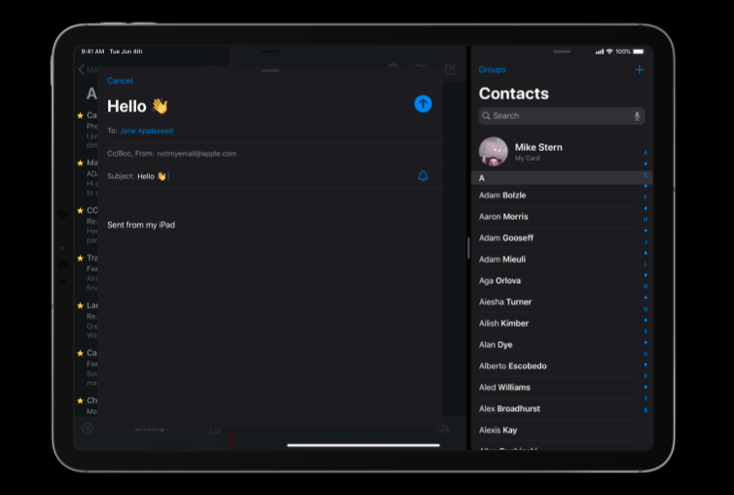 9:41 AM Tue Jun 4th
100%
Cancel
Hello 👋
To: Jane Appleseed
Cc/Bcc, From: notmyemail@apple.com
Subject: Hello 👋
Sent from my iPad
Groups
+
Contacts
Search
Mike Stern
My Card
A
Adam Bolzle
Aaron Morris
Adam Gooseff
Adam Mieuli
Aga Orlova
Aiesha Turner
Ailish Kimber
Alan Dye
Alberto Escobedo
Aled Williams
Alex Broadhurst
Alexis Kay